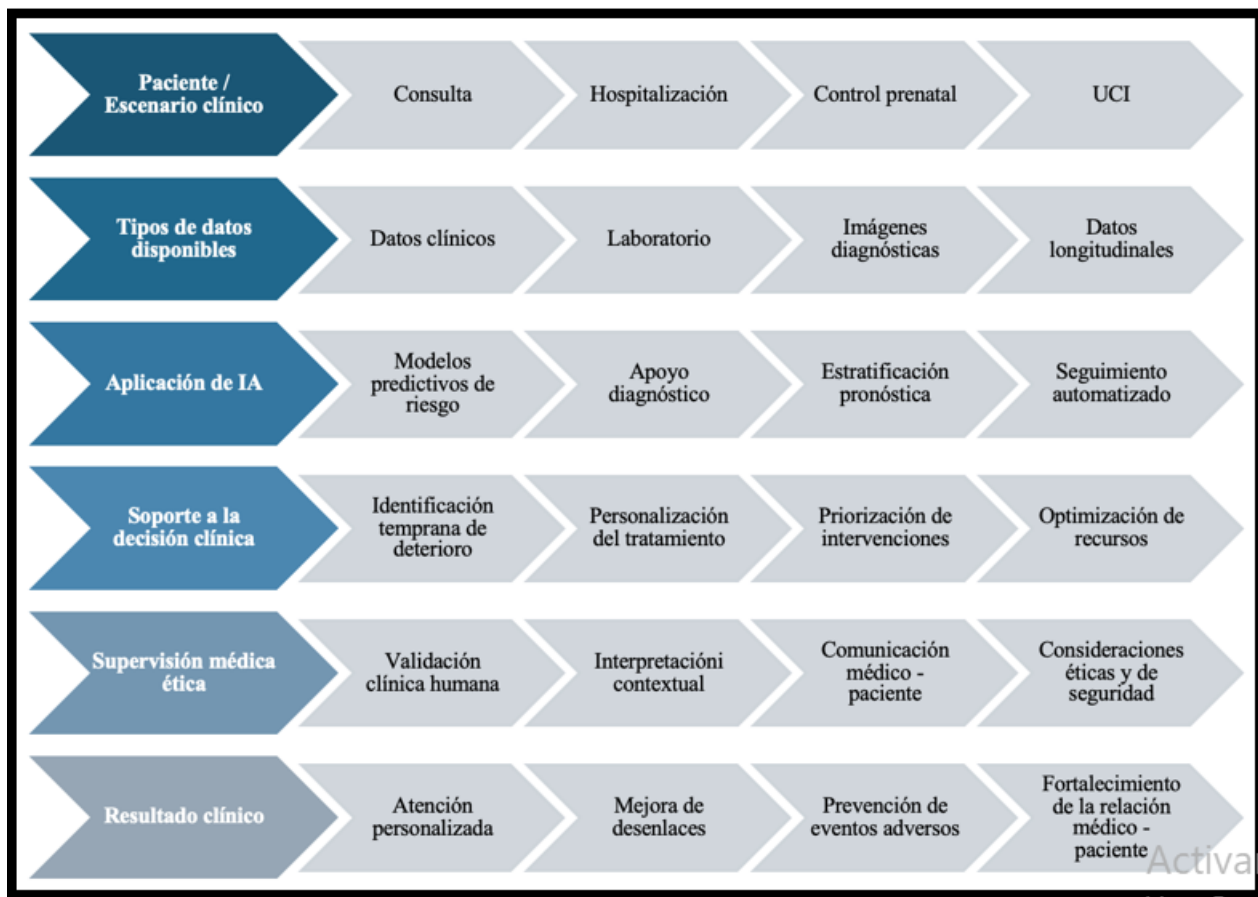 Paciente /
Escenario clínico
Consulta
Hospitalización
Control prenatal
UCI
Tipos de datos
disponibles
Datos clínicos
Laboratorio
Imágenes
diagnósticas
Datos
longitudinales
Aplicación de IA
Modelos
predictivos de
riesgo
Apoyo
diagnóstico
Estratificación
pronóstica
Seguimiento
automatizado
Soporte a la
decisión clínica
Identificación
temprana de
deterioro
Personalización
del tratamiento
Priorización de
intervenciones
Optimización de
recursos
Supervisión médica
ética
Validación
clínica humana
Interpretacióni
contextual
Comunicación
médico -
paciente
Consideraciones
éticas y de
seguridad
Resultado clínico
Atención
personalizada
Mejora de
desenlaces
Prevención de
eventos adversos
Fortalecimiento
de la relación
médico -
paciente
Activa